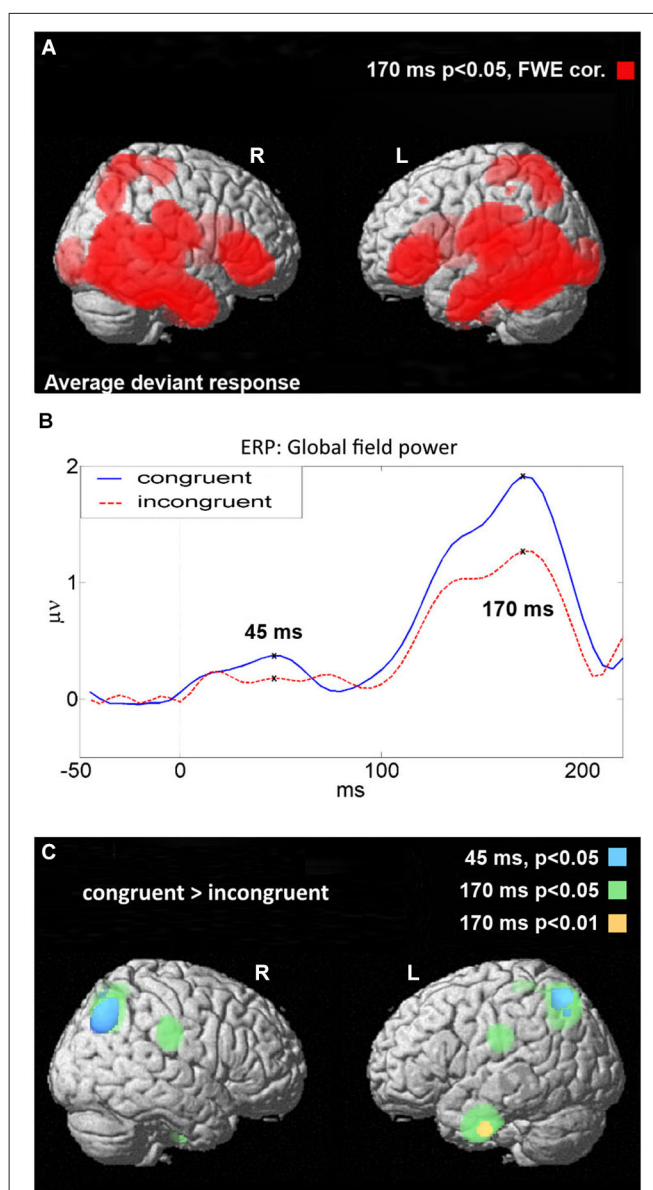 A
170 ms p<0.05, FWE cor.
R
L
Average deviant response
B
ERP: Global field power
2
congruent
incongruent
1
μν
45 ms
170 ms
0
-50
0
100
200
ms
C
45 ms, p<0.05
170 ms p<0.05
170 ms p<0.01
congruent > incongruent
R
L